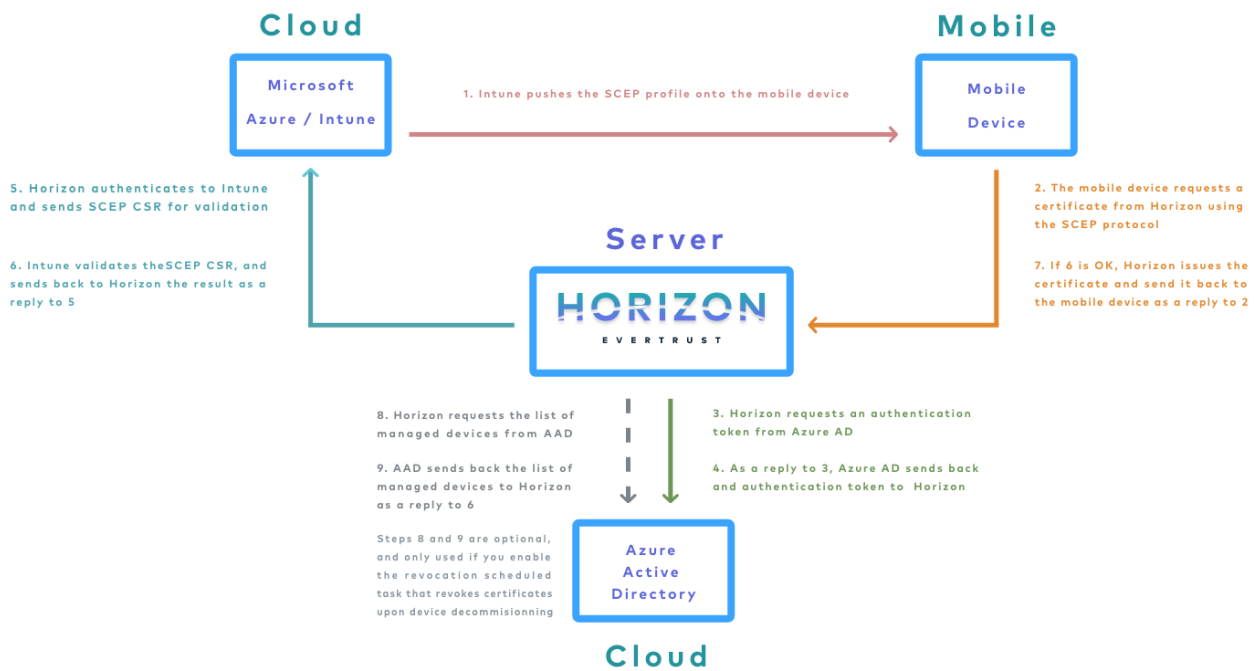 Cloud
Mobile
Microsoft
Azure / Intune
1. Intune pushes the SCEP profile onto the mobile device
Mobile
Device
5. Horizon authenticates to Intune
and sends SCEP CSR for validation
6. Intune validates theSCEP CSR, and
sends back to Horizon the result as a
reply to 5
2. The mobile device requests a
certificate from Horizon using
the SCEP protocol
7. If 6 is OK, Horizon issues the
certificate and send it back to
the mobile device as a reply to 2
Server
HORIZON
EVERTRUST
8. Horizon requests the list of
managed devices from AAD
9. AAD sends back the list of
managed devices to Horizon
as a reply to 6
Steps 8 and 9 are optional,
and only used if you enable
the revocation scheduled
task that revokes certificates
upon device decommisionning
3. Horizon requests an authentication
token from Azure AD
4. As a reply to 3, Azure AD sends back
and authentication token to Horizon
Azure
Active
Directory
Cloud